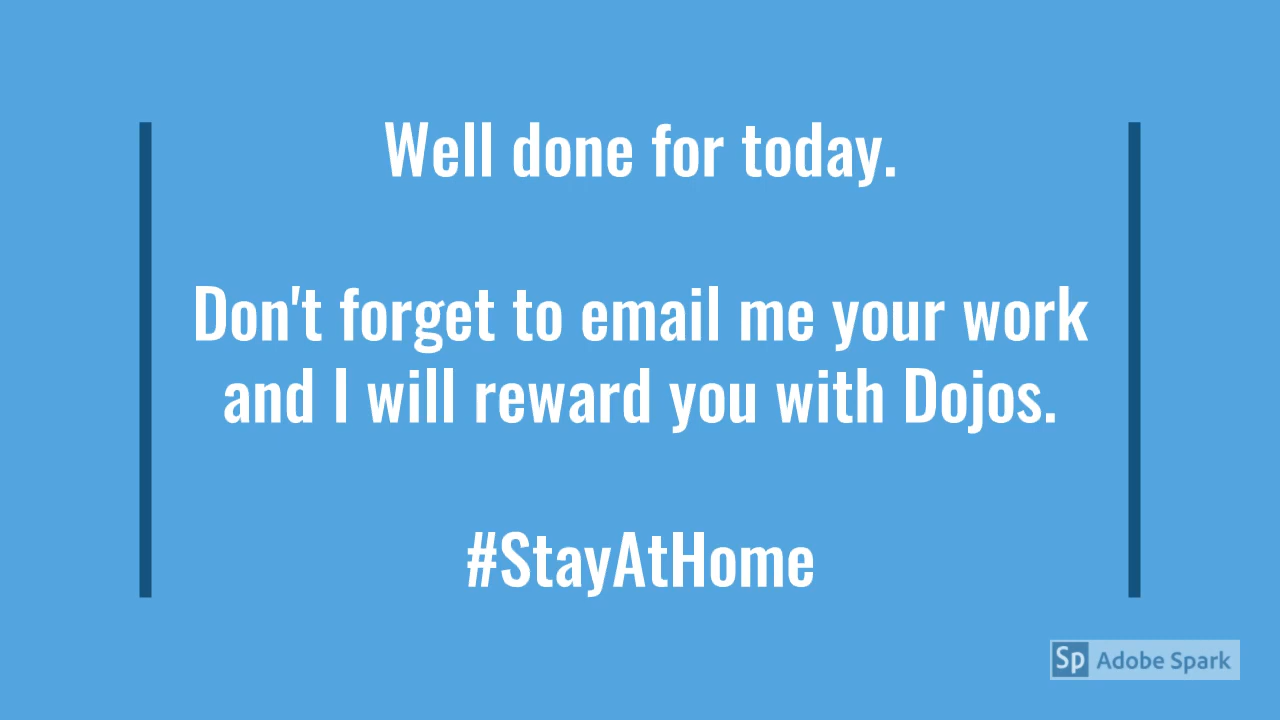 Well done for today.
Don't forget to email me your work
and I will reward you with Dojos.
#StayAtHome
Sp Adobe Spark